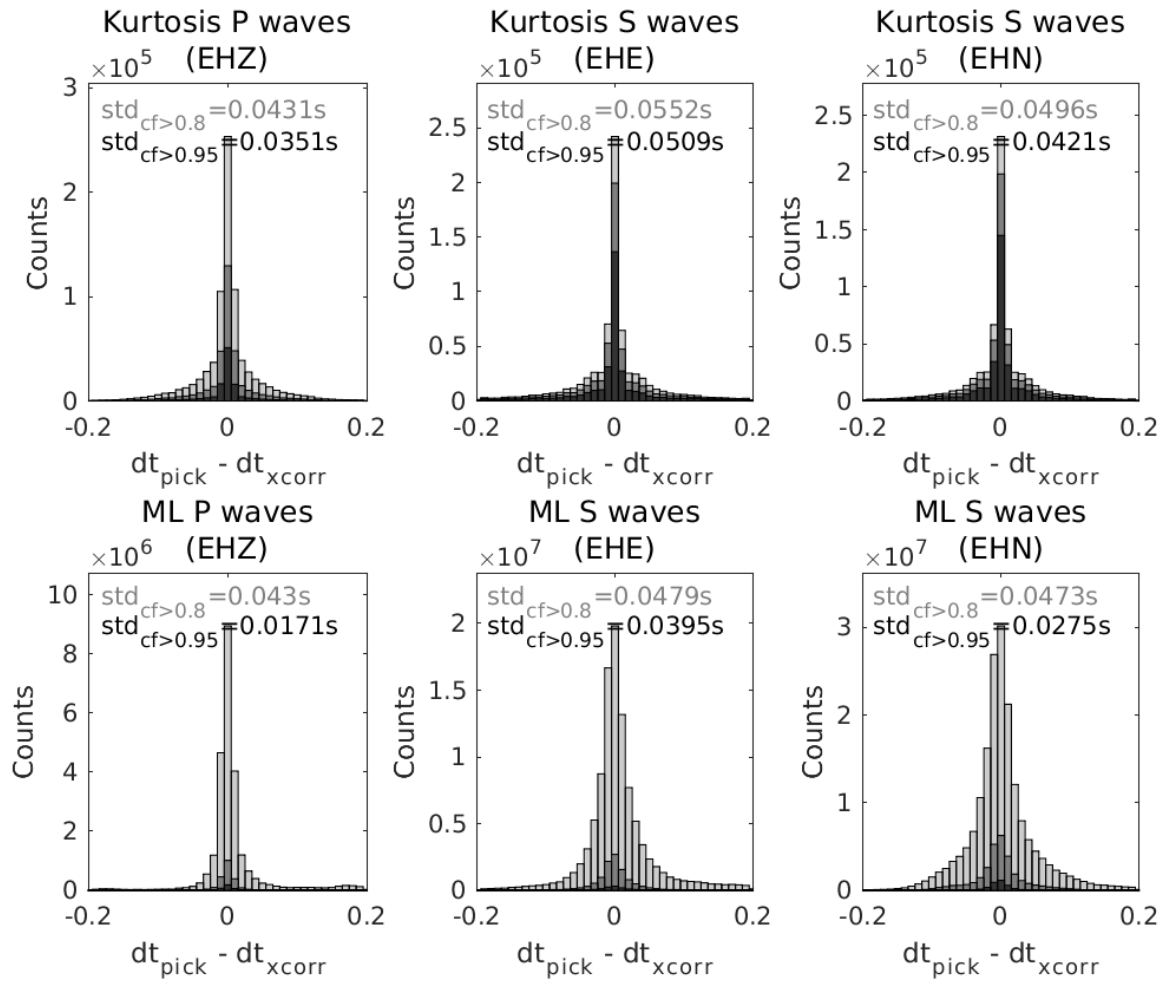 Kurtosis P waves
(EHZ)
×10^5
std_cf>0.8=0.0431s
std_cf>0.95=0.0351s
3
2
1
0
Counts
-0.2 0 0.2
dt_pick - dt_xcorr
Kurtosis S waves
(EHE)
×10^5
std_cf>0.8=0.0552s
std_cf>0.95=0.0509s
2.5
2
1.5
1
0.5
0
Counts
-0.2 0 0.2
dt_pick - dt_xcorr
Kurtosis S waves
(EHN)
×10^5
std_cf>0.8=0.0496s
std_cf>0.95=0.0421s
2.5
2
1.5
1
0.5
0
Counts
-0.2 0 0.2
dt_pick - dt_xcorr
ML P waves
(EHZ)
×10^6
std_cf>0.8=0.043s
std_cf>0.95=0.0171s
10
8
6
4
2
0
Counts
-0.2 0 0.2
dt_pick - dt_xcorr
ML S waves
(EHE)
×10^7
std_cf>0.8=0.0479s
std_cf>0.95=0.0395s
2
1.5
1
0.5
0
Counts
-0.2 0 0.2
dt_pick - dt_xcorr
ML S waves
(EHN)
×10^7
std_cf>0.8=0.0473s
std_cf>0.95=0.0275s
3
2
1
0
Counts
-0.2 0 0.2
dt_pick - dt_xcorr